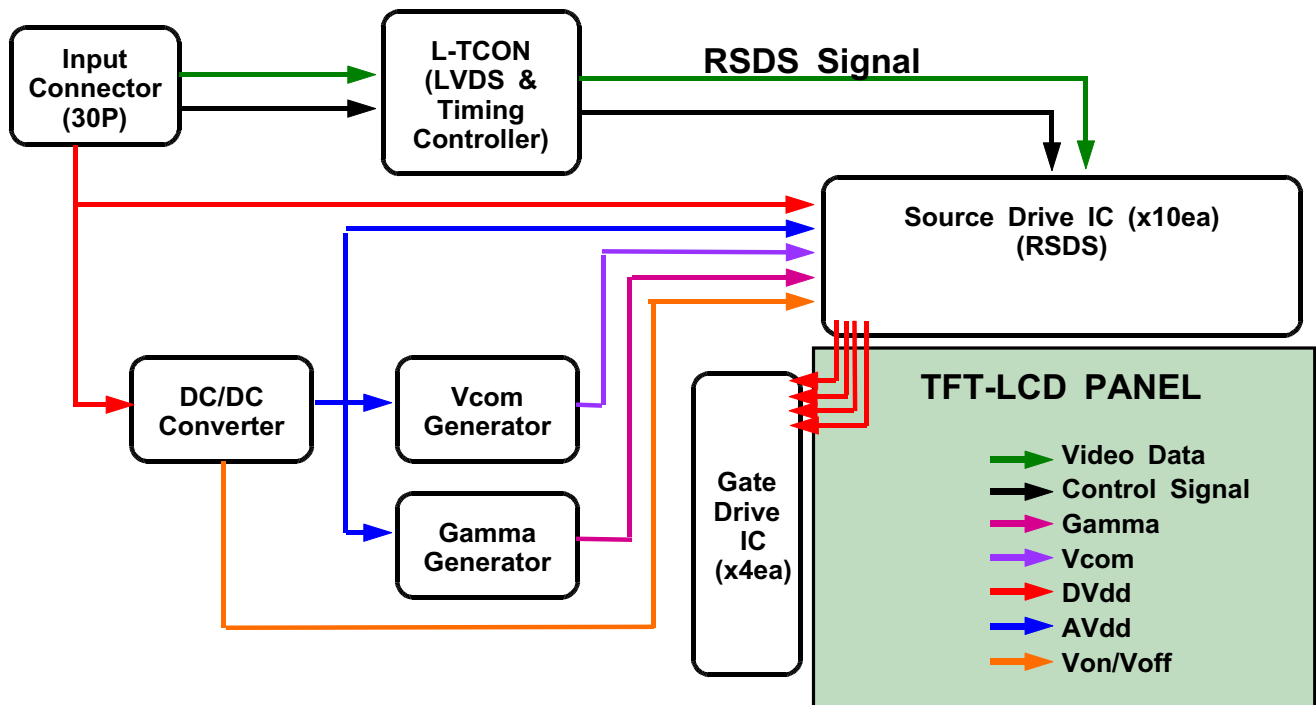 Input
Connector
(30P)
L-TCON
(LVDS &
Timing
Controller)
RSDS Signal
Source Drive IC (x10ea)
(RSDS)
DC/DC
Converter
Vcom
Generator
Gamma
Generator
Gate
Drive
IC
(x4ea)
TFT-LCD PANEL
Video Data
Control Signal
Gamma
Vcom
DVdd
AVdd
Von/Voff